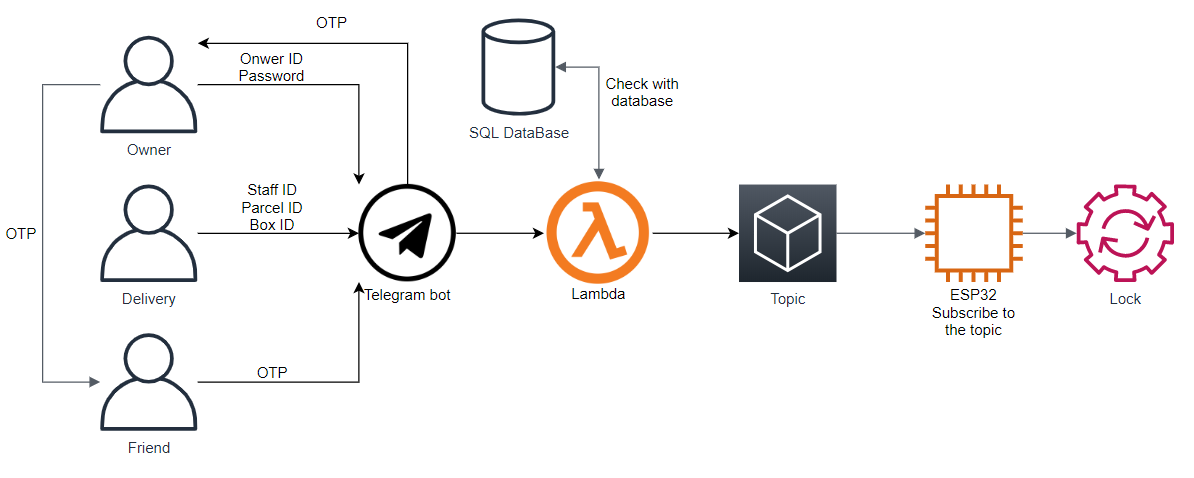 OTP
Onwer ID
Password
Owner
Staff ID
Parcel ID
Box ID
OTP
Delivery
OTP
Friend
Telegram bot
SQL DataBase
Check with
database
Lambda
Topic
ESP32
Subscribe to
the topic
Lock